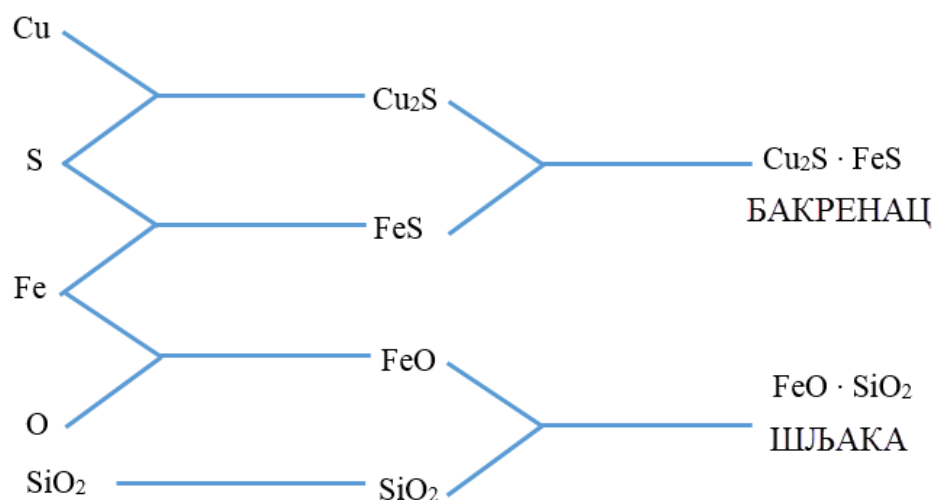 Cu
Cu₂S
S
Cu₂S · FeS
БАКРЕНАЦ
FeS
Fe
FeO
FeO · SiO₂
O
ШЉАКА
SiO₂
SiO₂